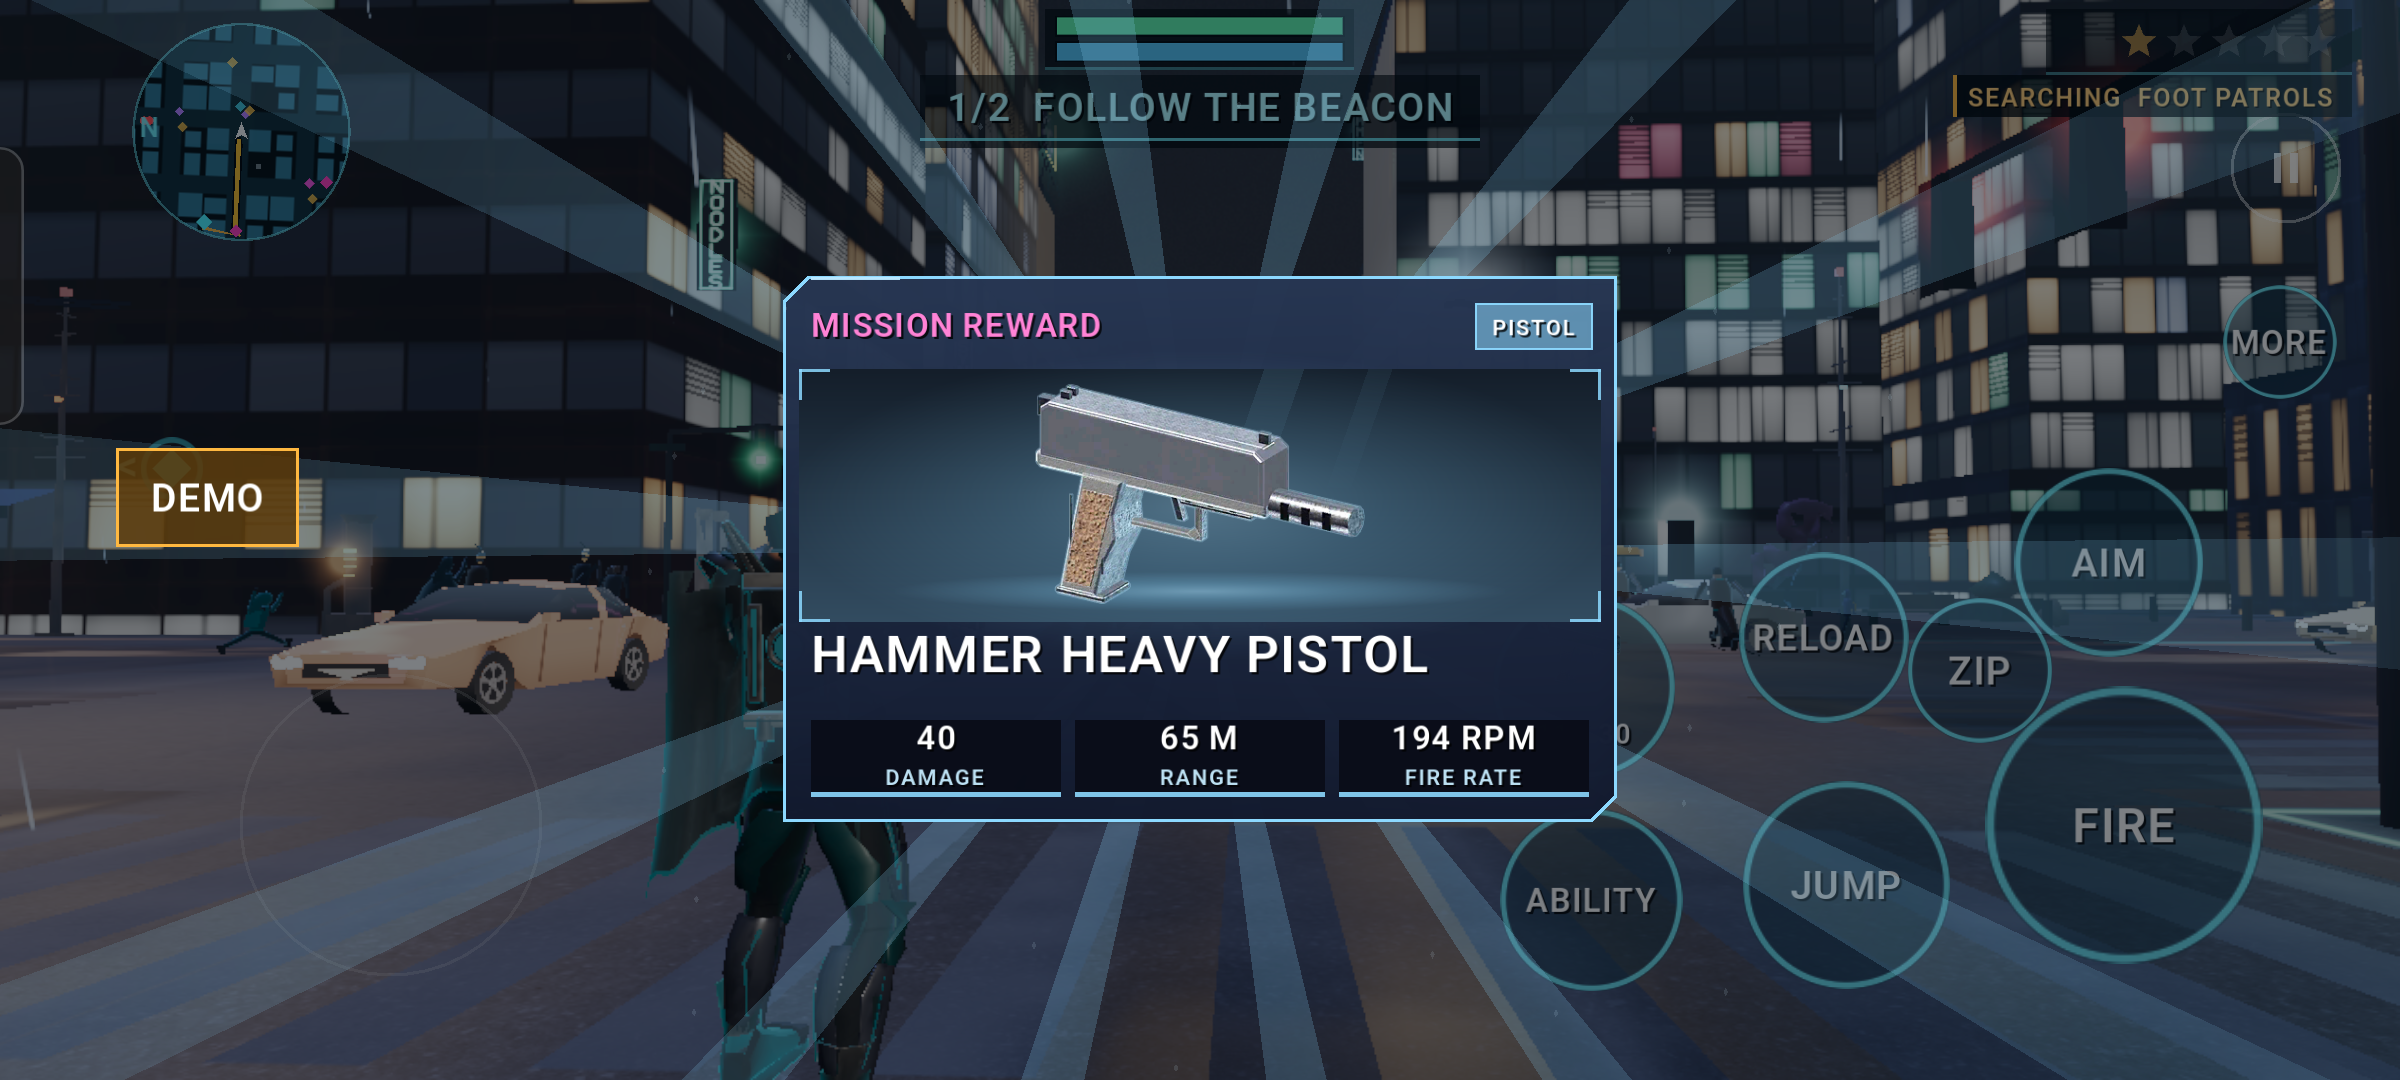 1/2 FOLLOW THE BEACON
SEARCHING FOOT PATROLS
N
NOODLES
MISSION REWARD
PISTOL
MORE
DEMO
AIM
RELOAD
ZIP
HAMMER HEAVY PISTOL
40
DAMAGE
65 M
RANGE
194 RPM
FIRE RATE
0
FIRE
JUMP
ABILITY